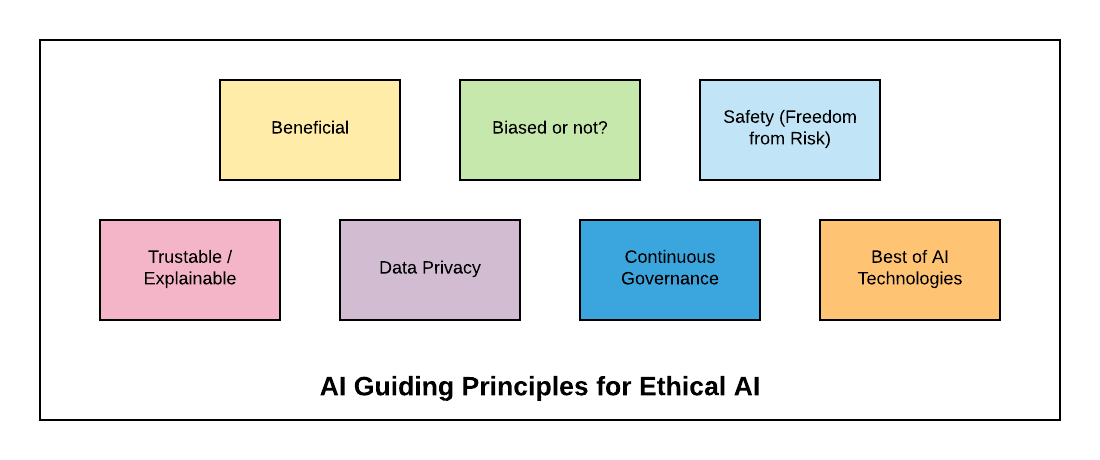 Beneficial
Biased or not?
Safety (Freedom
from Risk)
Trustable /
Explainable
Data Privacy
Continuous
Governance
Best of AI
Technologies
AI Guiding Principles for Ethical AI